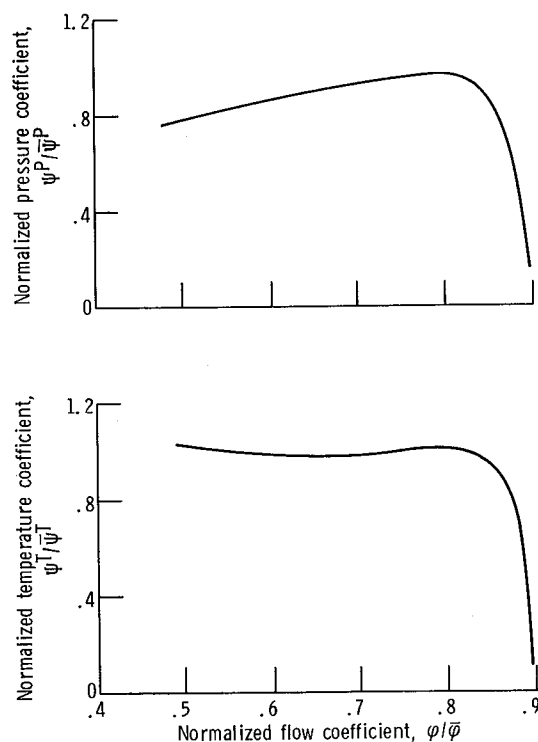 Normalized pressure coefficient,
ψP/ψ̄P
1.2
.8
.4
0
Normalized temperature coefficient,
ψT/ψ̄T
1.2
.8
.4
0
.4 .5 .6 .7 .8 .9
Normalized flow coefficient, φ/φ̄